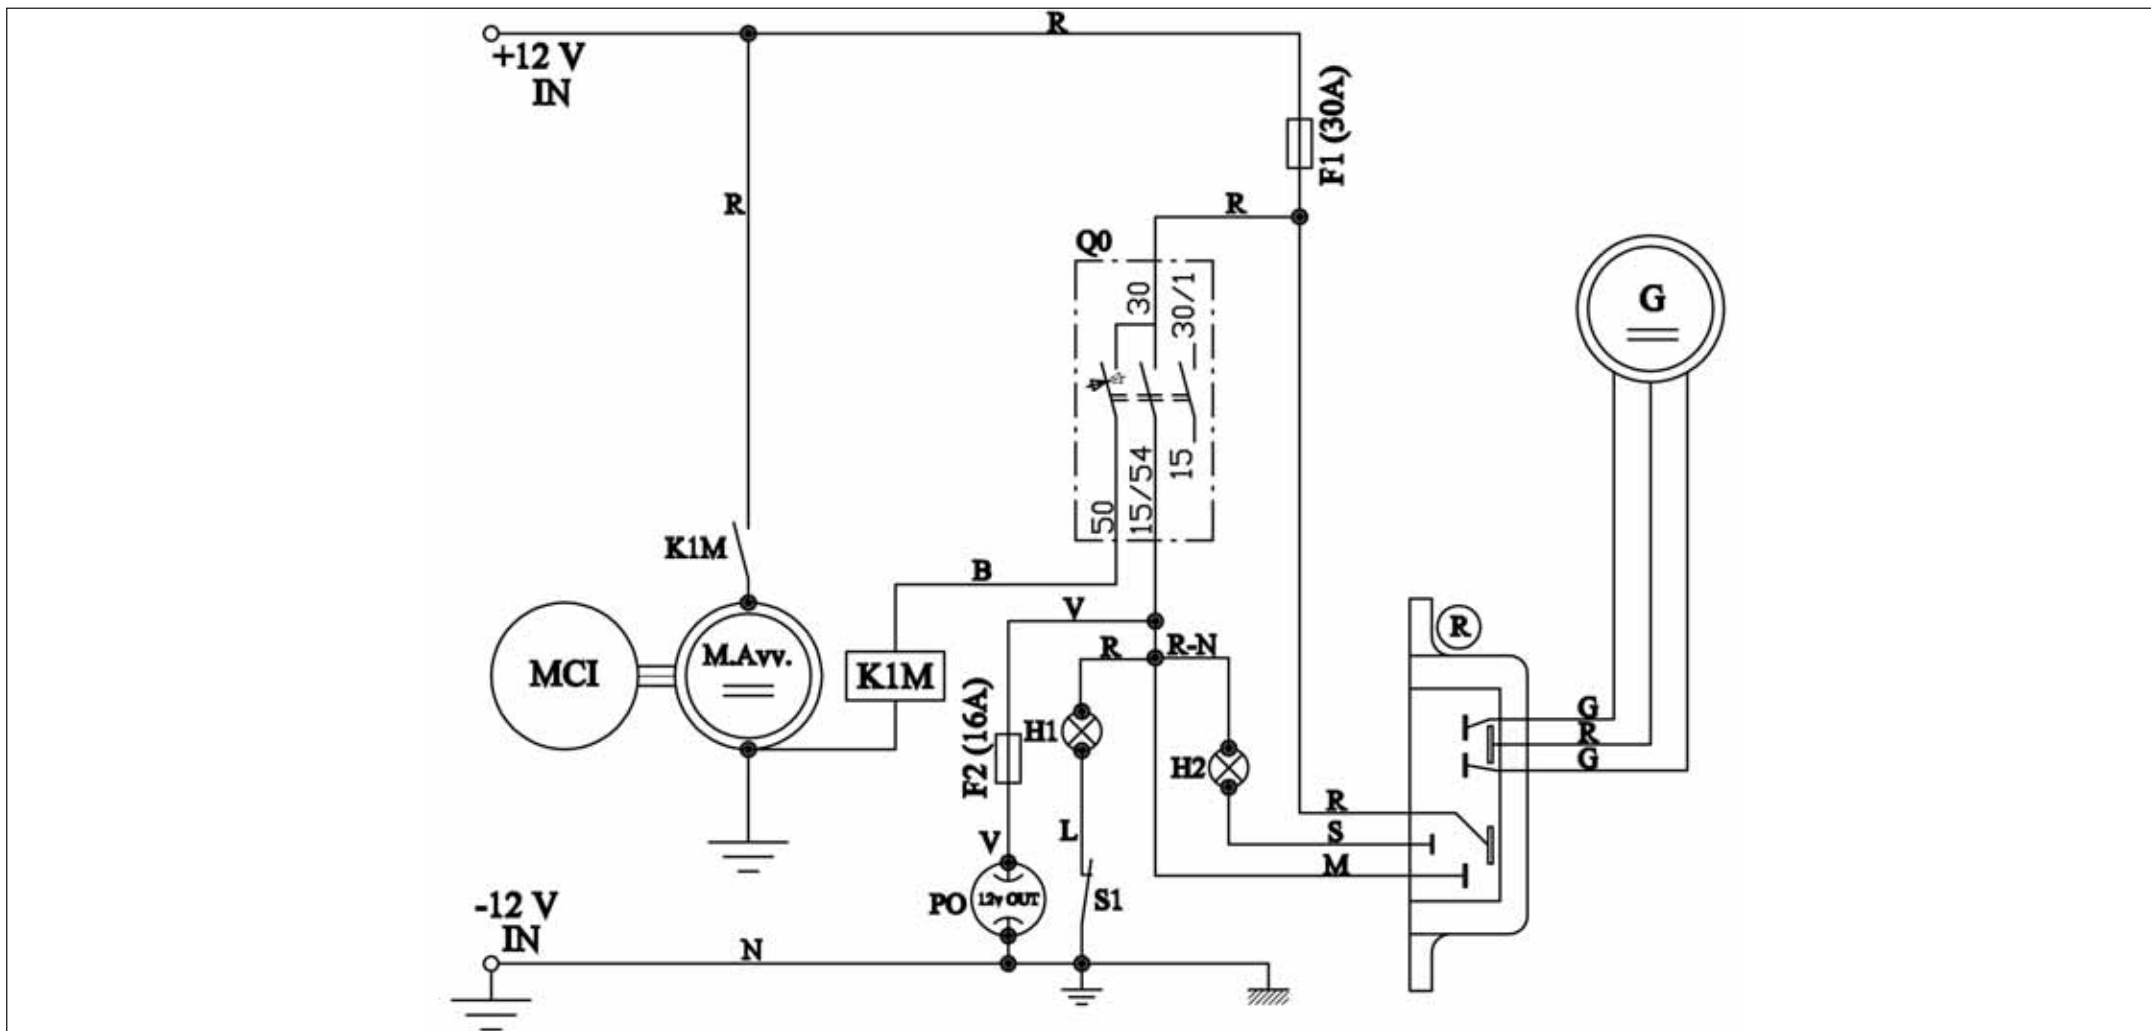 R
+12 V
IN
F1 (30A)
R
R
Q0
30
30/1
G
50
15/54
15
K1M
B
V
R
R-N
R
MCI
M.Avv.
K1M
F2 (16A)
H1
H2
G
R
G
R
S
M
V
L
PO
12v OUT
S1
-12 V
IN
N